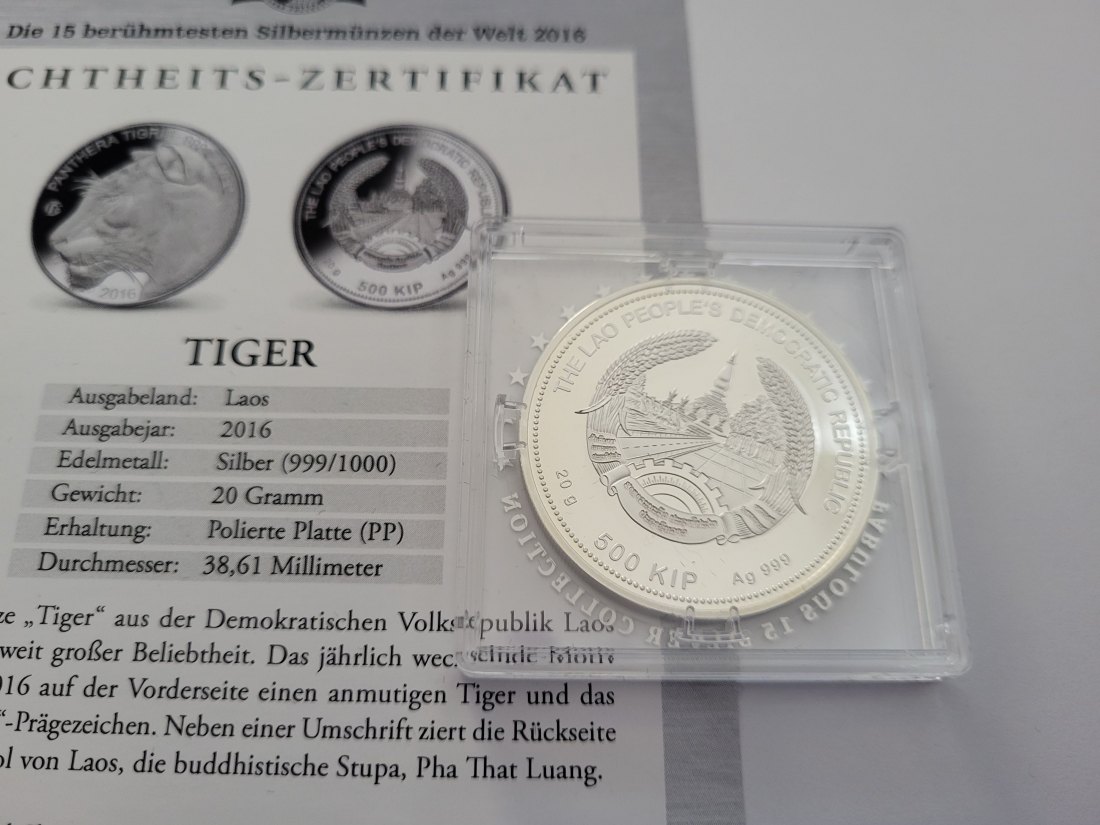 Die 15 berühmtesten Silbermünzen der Welt 2016
CHTHEITS-ZERTIFIKAT
PANTHERA TIGRIS
2016
THE LAO PEOPLE'S DEMOCRATIC REPUBLIC
20 g
Ag 999
500 KIP
TIGER
Ausgabeland: Laos
Ausgabejar: 2016
Edelmetall: Silber (999/1000)
Gewicht: 20 Gramm
Erhaltung: Polierte Platte (PP)
Durchmesser: 38,61 Millimeter
ze „Tiger“ aus der Demokratischen Volksrepublik Laos
weit großer Beliebtheit. Das jährlich wechselnde Motiv
016 auf der Vorderseite einen anmutigen Tiger und das
“-Prägezeichen. Neben einer Umschrift ziert die Rückseite
ol von Laos, die buddhistische Stupa, Pha That Luang.
THE LAO PEOPLE'S DEMOCRATIC REPUBLIC
20 g
500 KIP
Ag 999
FABULOUS 15 SILVER COLLECTION